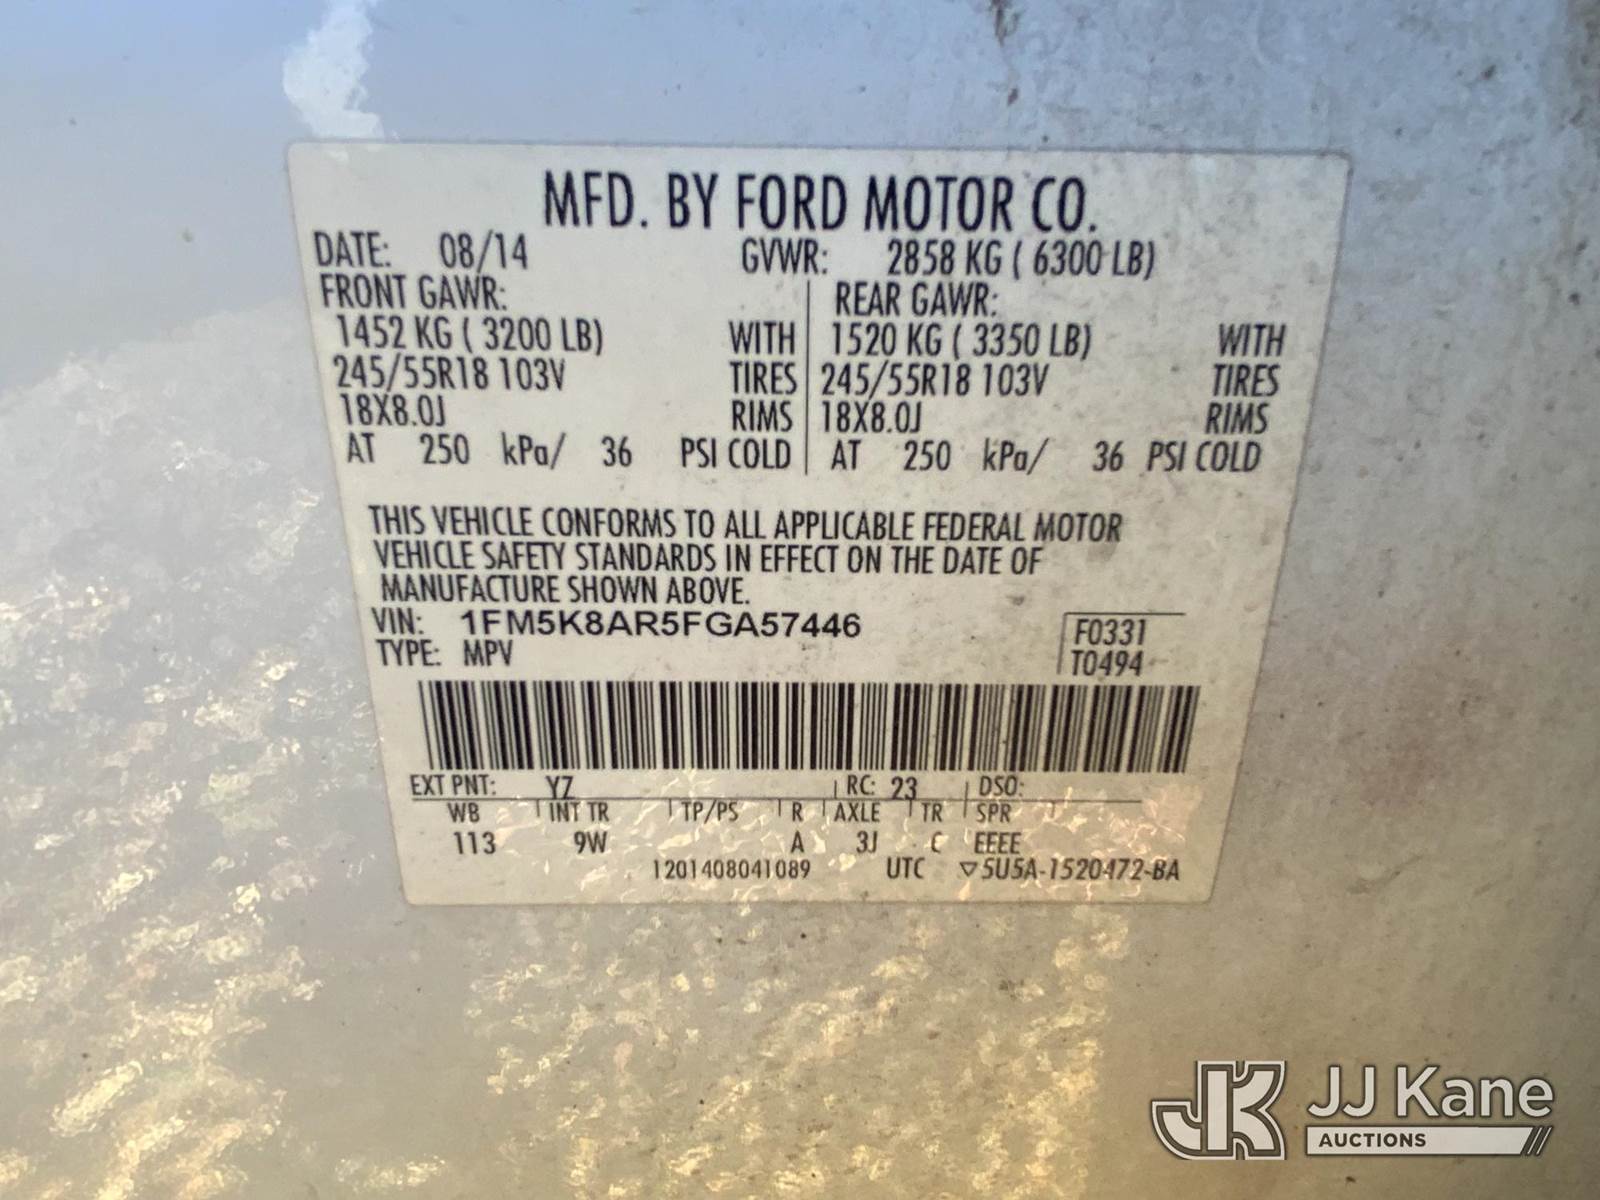 MFD. BY FORD MOTOR CO.
DATE: 08/14 GVWR: 2858 KG ( 6300 LB)
FRONT GAWR: REAR GAWR:
1452 KG ( 3200 LB) WITH 1520 KG ( 3350 LB) WITH
245/55R18 103V TIRES 245/55R18 103V TIRES
18X8.0J RIMS 18X8.0J RIMS
AT 250 kPa/ 36 PSI COLD AT 250 kPa/ 36 PSI COLD
THIS VEHICLE CONFORMS TO ALL APPLICABLE FEDERAL MOTOR
VEHICLE SAFETY STANDARDS IN EFFECT ON THE DATE OF
MANUFACTURE SHOWN ABOVE.
VIN: 1FM5K8AR5FGA57446 F0331
TYPE: MPV T0494
EXT PNT: YZ RC: 23 DSO:
WB INT TR TP/PS R AXLE TR SPR
113 9W A 3J C EEEE
1201408041089 UTC ▽5U5A-1520472-BA
JK JJ Kane
AUCTIONS